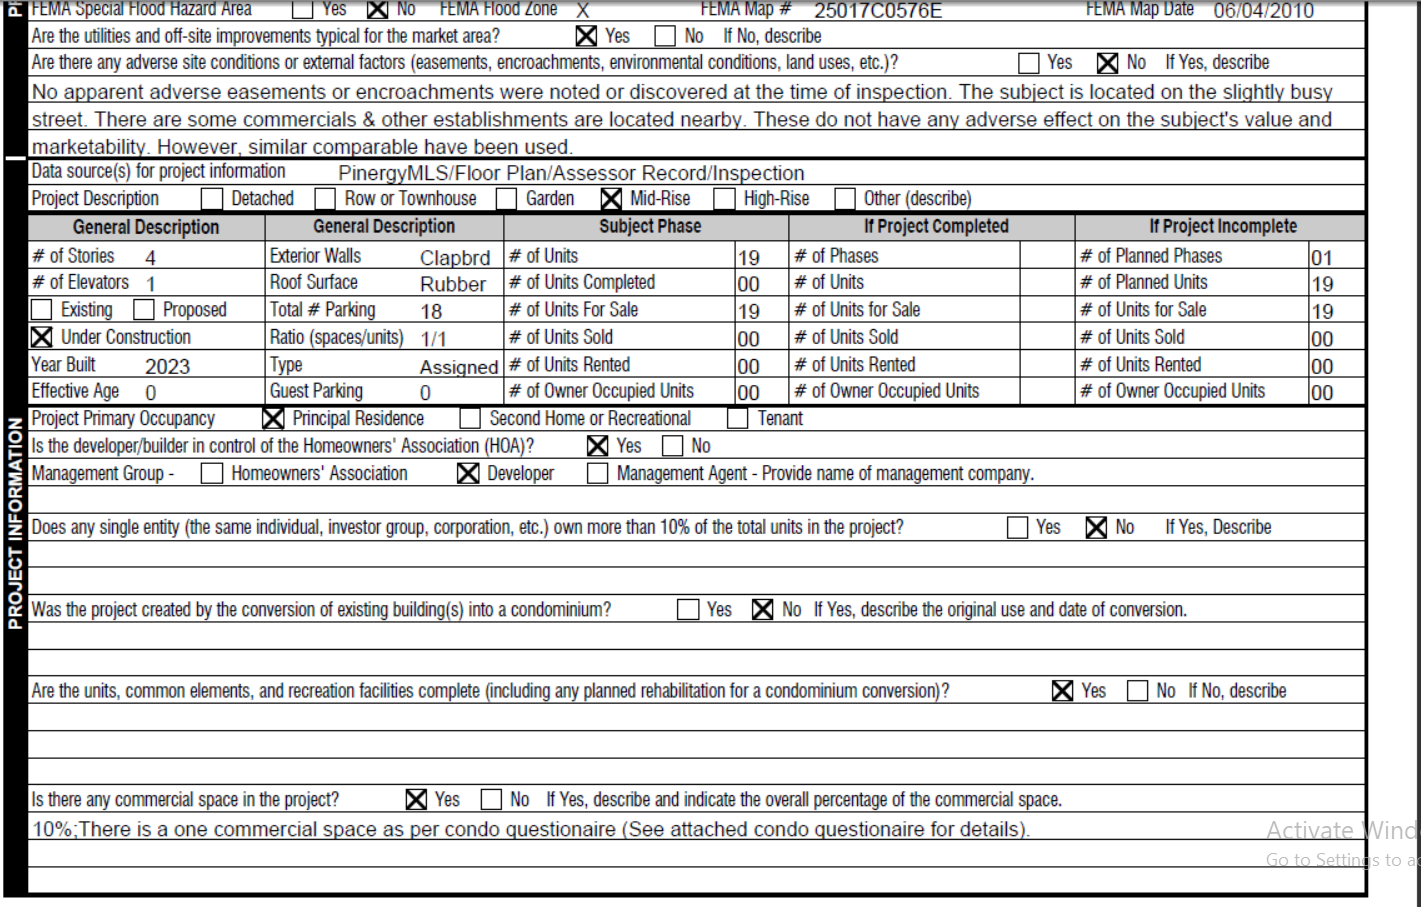 FEMA Special Flood Hazard Area Yes No FEMA Flood Zone X FEMA Map # 25017C0576E FEMA Map Date 06/04/2010
Are the utilities and off-site improvements typical for the market area? Yes No If No, describe
Are there any adverse site conditions or external factors (easements, encroachments, environmental conditions, land uses, etc.)? Yes No If Yes, describe
No apparent adverse easements or encroachments were noted or discovered at the time of inspection. The subject is located on the slightly busy
street. There are some commercials & other establishments are located nearby. These do not have any adverse effect on the subject's value and
marketability. However, similar comparable have been used.
PROJECT INFORMATION
Data source(s) for project information PinergyMLS/Floor Plan/Assessor Record/Inspection
Project Description Detached Row or Townhouse Garden Mid-Rise High-Rise Other (describe)
General Description General Description Subject Phase If Project Completed If Project Incomplete
# of Stories 4 Exterior Walls Clapbrd # of Units 19 # of Phases # of Planned Phases 01
# of Elevators 1 Roof Surface Rubber # of Units Completed 00 # of Units # of Planned Units 19
Existing Proposed Total # Parking 18 # of Units For Sale 19 # of Units for Sale # of Units for Sale 19
Under Construction Ratio (spaces/units) 1/1 # of Units Sold 00 # of Units Sold # of Units Sold 00
Year Built 2023 Type Assigned # of Units Rented 00 # of Units Rented # of Units Rented 00
Effective Age 0 Guest Parking 0 # of Owner Occupied Units 00 # of Owner Occupied Units # of Owner Occupied Units 00
Project Primary Occupancy Principal Residence Second Home or Recreational Tenant
Is the developer/builder in control of the Homeowners' Association (HOA)? Yes No
Management Group - Homeowners' Association Developer Management Agent - Provide name of management company.
Does any single entity (the same individual, investor group, corporation, etc.) own more than 10% of the total units in the project? Yes No If Yes, Describe
Was the project created by the conversion of existing building(s) into a condominium? Yes No If Yes, describe the original use and date of conversion.
Are the units, common elements, and recreation facilities complete (including any planned rehabilitation for a condominium conversion)? Yes No If No, describe
Is there any commercial space in the project? Yes No If Yes, describe and indicate the overall percentage of the commercial space.
10%;There is a one commercial space as per condo questionaire (See attached condo questionaire for details).
Activate Wind
Go to Settings to a